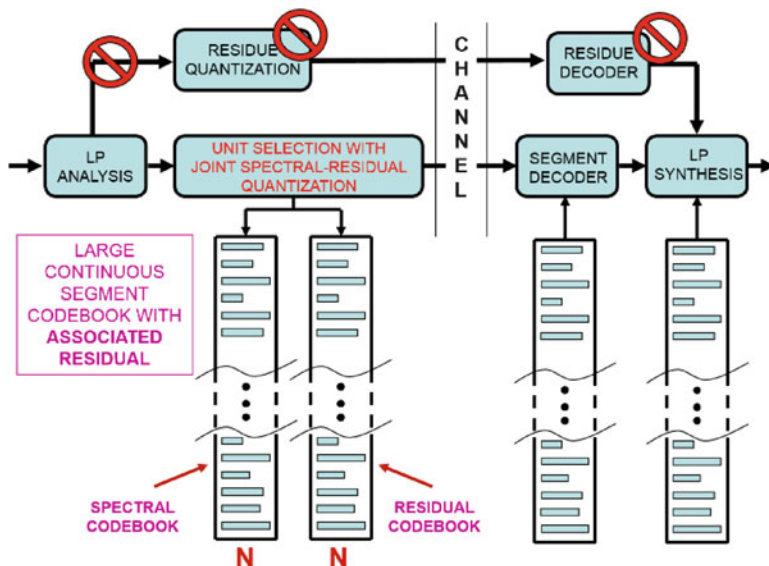 RESIDUE
QUANTIZATION
CHANNEL
RESIDUE
DECODER
LP
ANALYSIS
UNIT SELECTION WITH
JOINT SPECTRAL-RESIDUAL
QUANTIZATION
SEGMENT
DECODER
LP
SYNTHESIS
LARGE
CONTINUOUS
SEGMENT
CODEBOOK WITH
ASSOCIATED
RESIDUAL
SPECTRAL
CODEBOOK
RESIDUAL
CODEBOOK
N
N